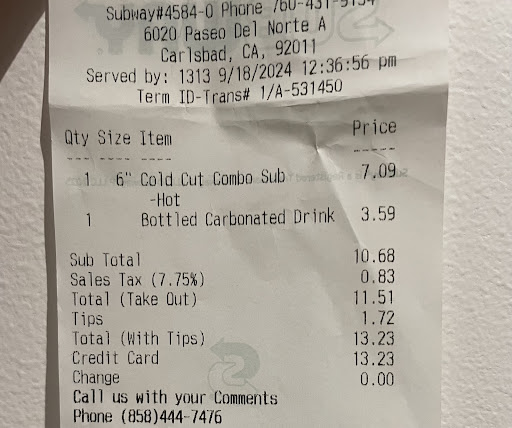 Subway#4584-0 Phone 760-431-9154
6020 Paseo Del Norte A
Carlsbad, CA, 92011
Served by: 1313 9/18/2024 12:36:56 pm
Term ID-Trans# 1/A-531450
Qty Size Item Price
--- ---- ---- -----
1 6" Cold Cut Combo Sub 7.09
-Hot
1 Bottled Carbonated Drink 3.59
Sub Total 10.68
Sales Tax (7.75%) 0.83
Total (Take Out) 11.51
Tips 1.72
Total (With Tips) 13.23
Credit Card 13.23
Change 0.00
Call us with your Comments
Phone (858)444-7476